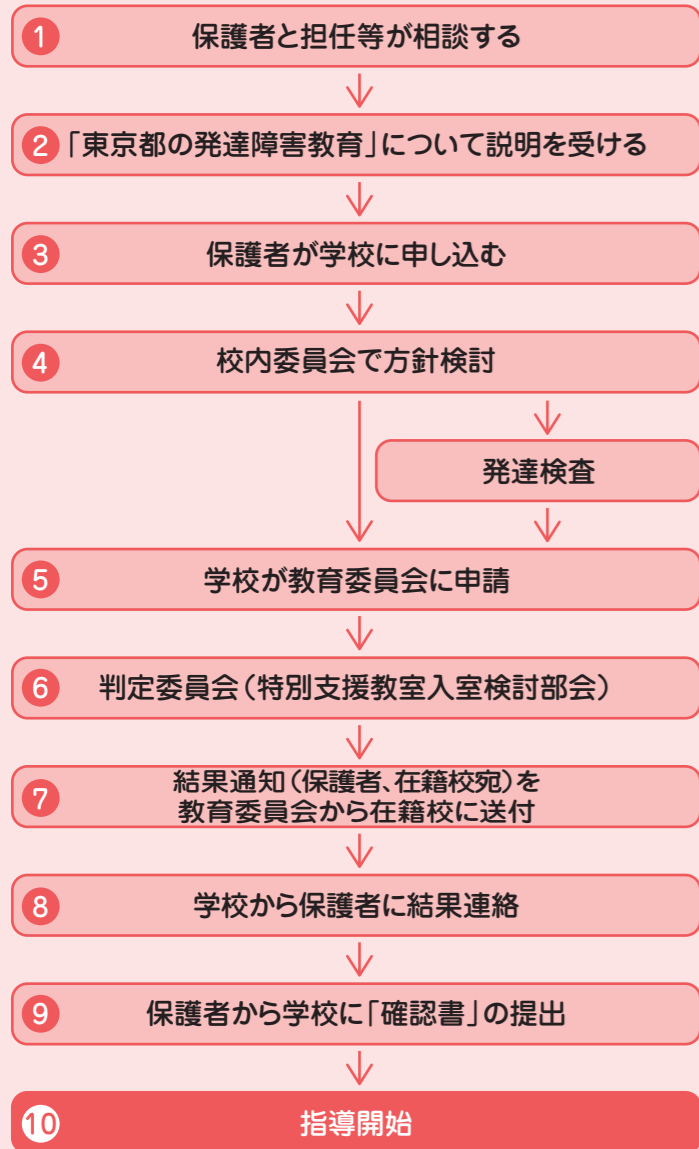 1 保護者と担任等が相談する
2 「東京都の発達障害教育」について説明を受ける
3 保護者が学校に申し込む
4 校内委員会で方針検討
発達検査
5 学校が教育委員会に申請
6 判定委員会(特別支援教室入室検討部会)
7 結果通知(保護者、在籍校宛)を
教育委員会から在籍校に送付
8 学校から保護者に結果連絡
9 保護者から学校に「確認書」の提出
10 指導開始